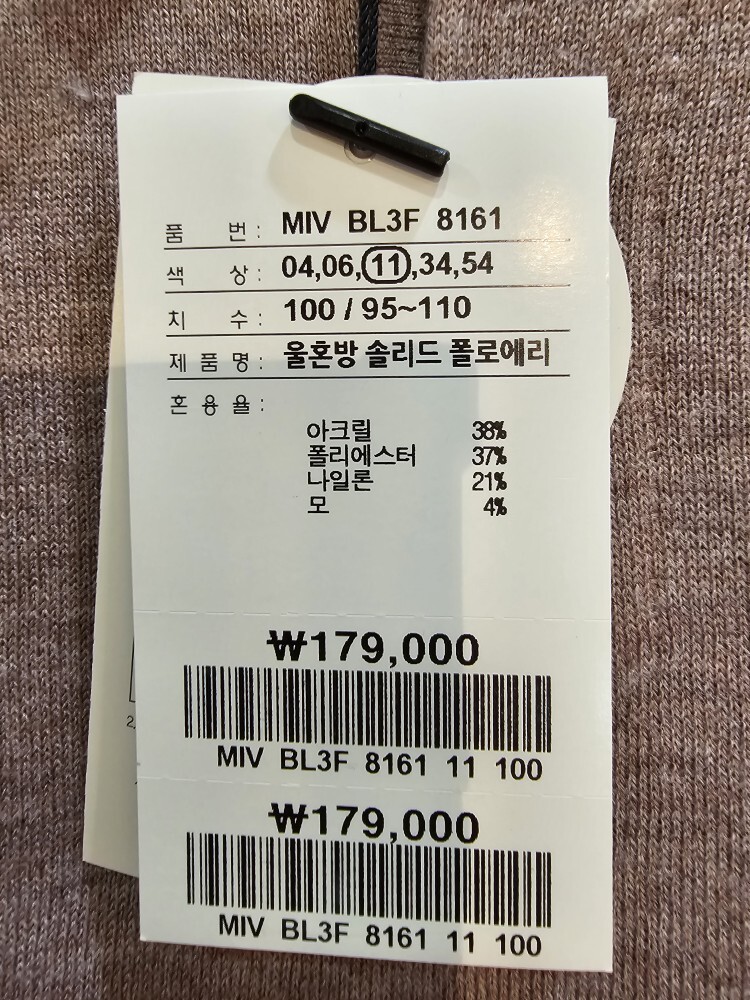 품 번 : MIV BL3F 8161
색 상 : 04,06,11,34,54
치 수 : 100 / 95~110
제 품 명 : 울혼방 솔리드 폴로에리
혼 용 율 :
아크릴 38%
폴리에스터 37%
나일론 21%
모 4%
₩179,000
MIV BL3F 8161 11 100
₩179,000
MIV BL3F 8161 11 100